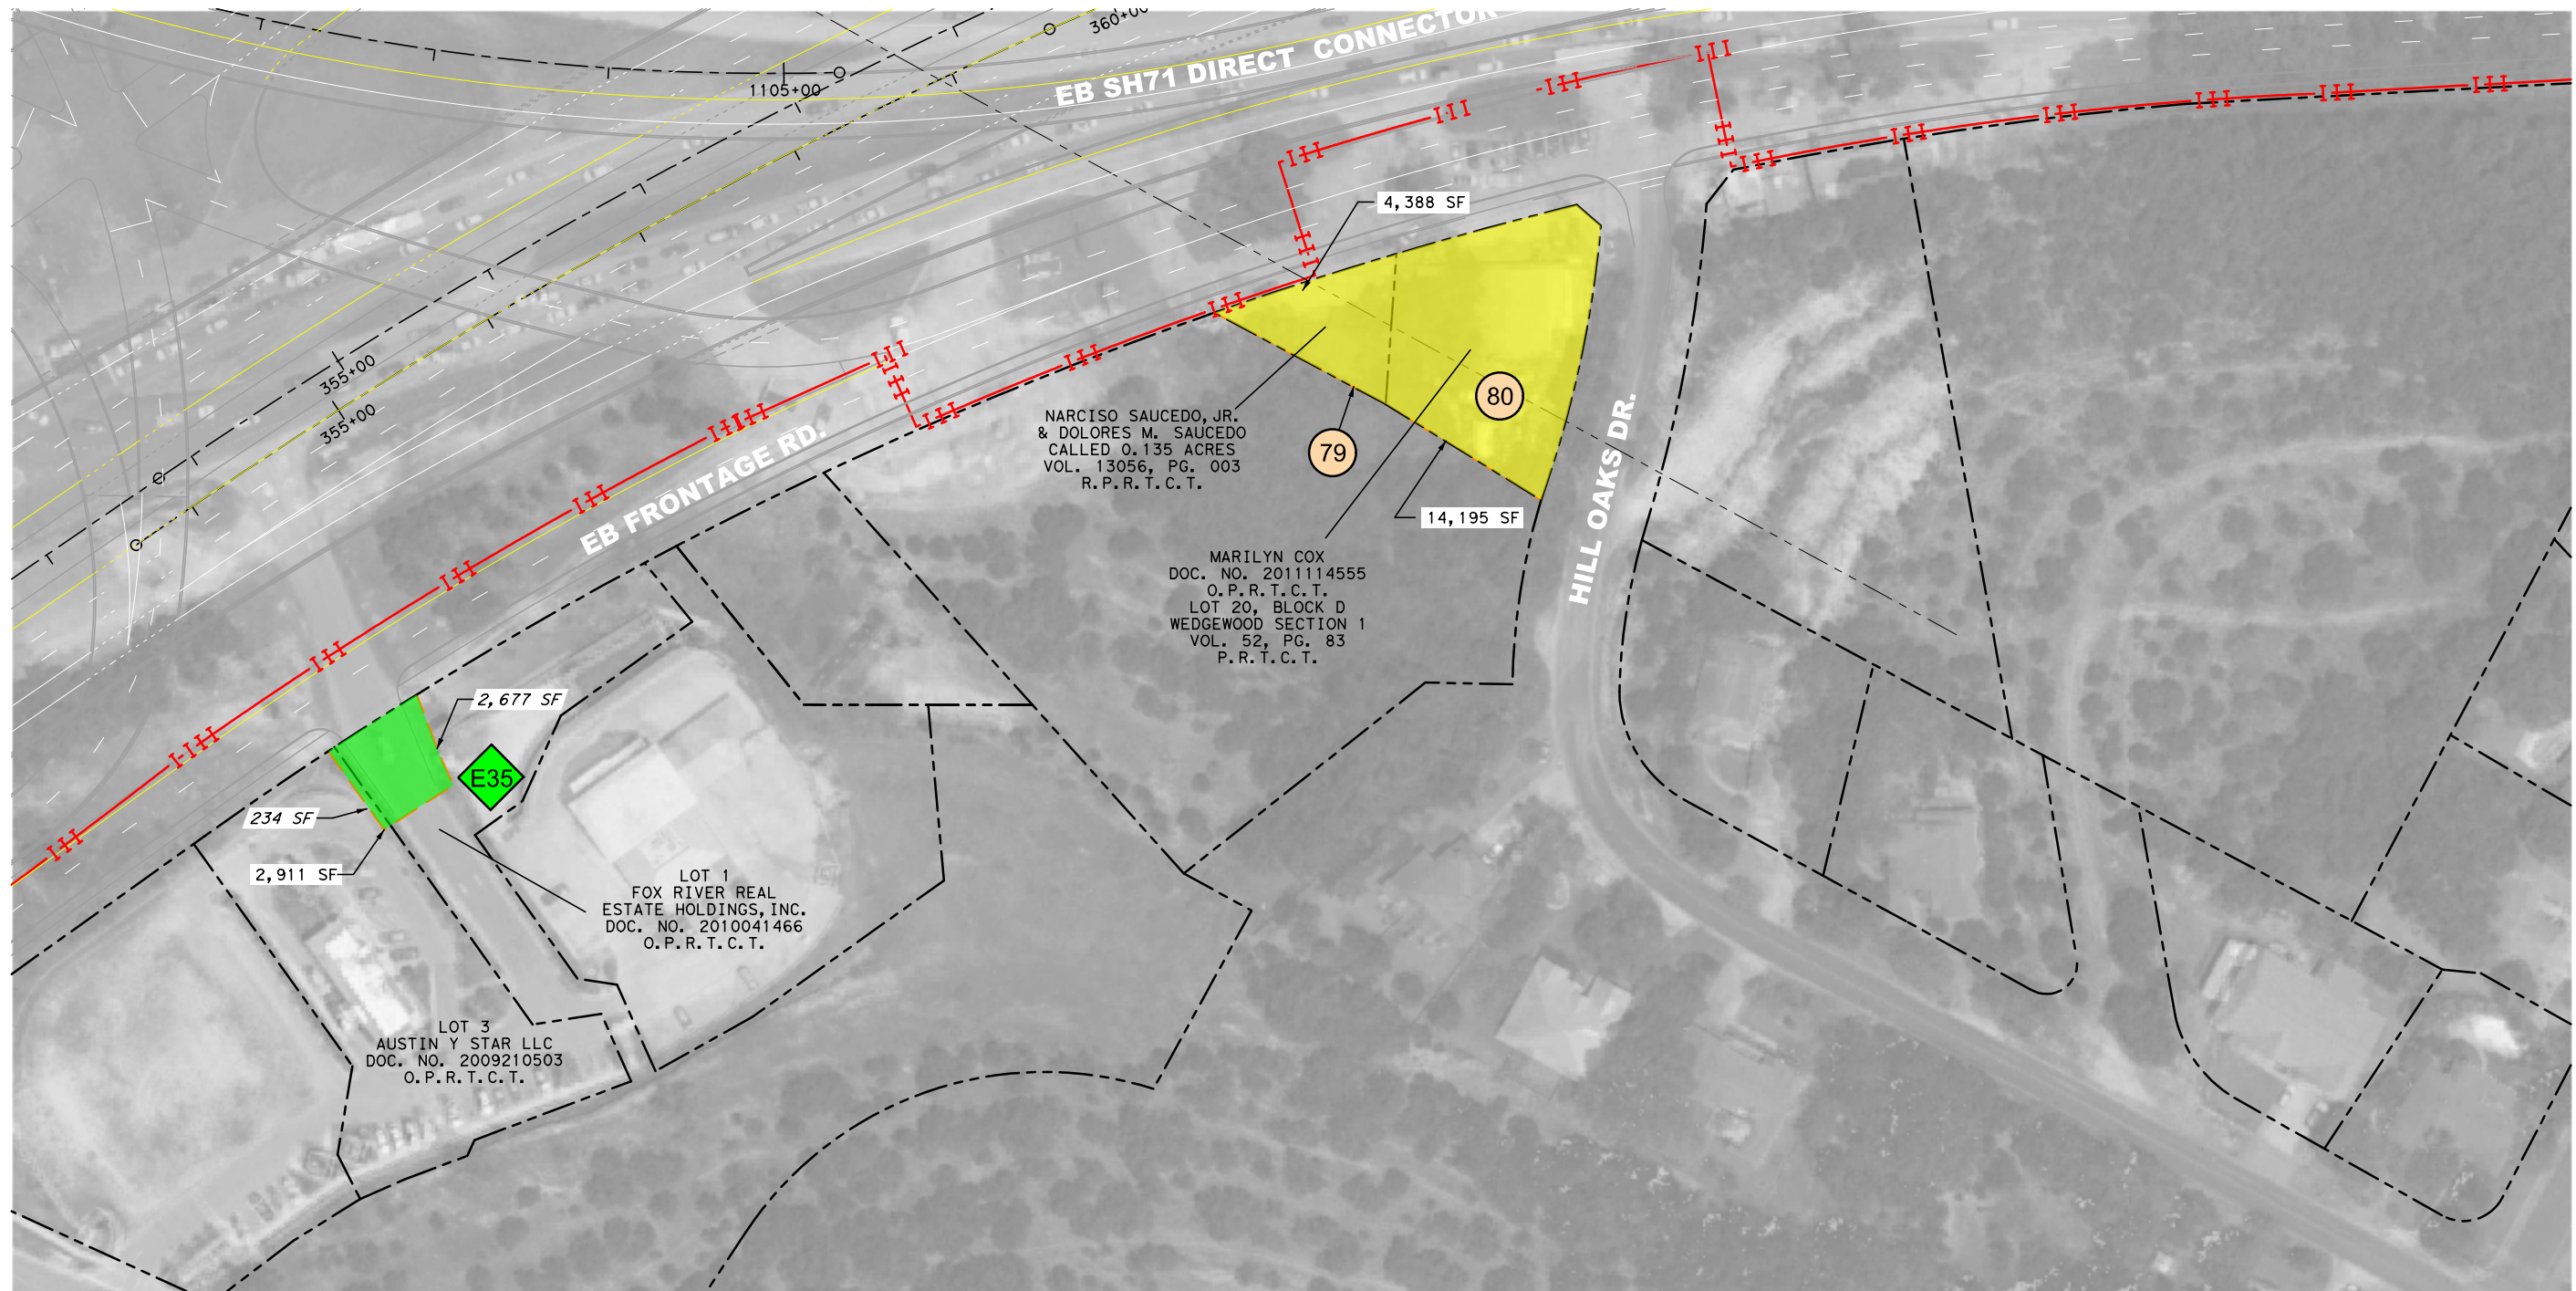 360+00
EB SH71 DIRECT CONNECTOR
1105+00
355+00
355+00
4,388 SF
NARCISO SAUCEDO, JR.
& DOLORES M. SAUCEDO
CALLED 0.135 ACRES
VOL. 13056, PG. 003
R.P.R.T.C.T.
79
80
14,195 SF
EB FRONTAGE RD.
HILL OAKS DR.
MARILYN COX
DOC. NO. 2011114555
O.P.R.T.C.T.
LOT 20, BLOCK D
WEDGEWOOD SECTION 1
VOL. 52, PG. 83
P.R.T.C.T.
2,677 SF
E35
234 SF
2,911 SF
LOT 1
FOX RIVER REAL
ESTATE HOLDINGS, INC.
DOC. NO. 2010041466
O.P.R.T.C.T.
LOT 3
AUSTIN Y STAR LLC
DOC. NO. 2009210503
O.P.R.T.C.T.